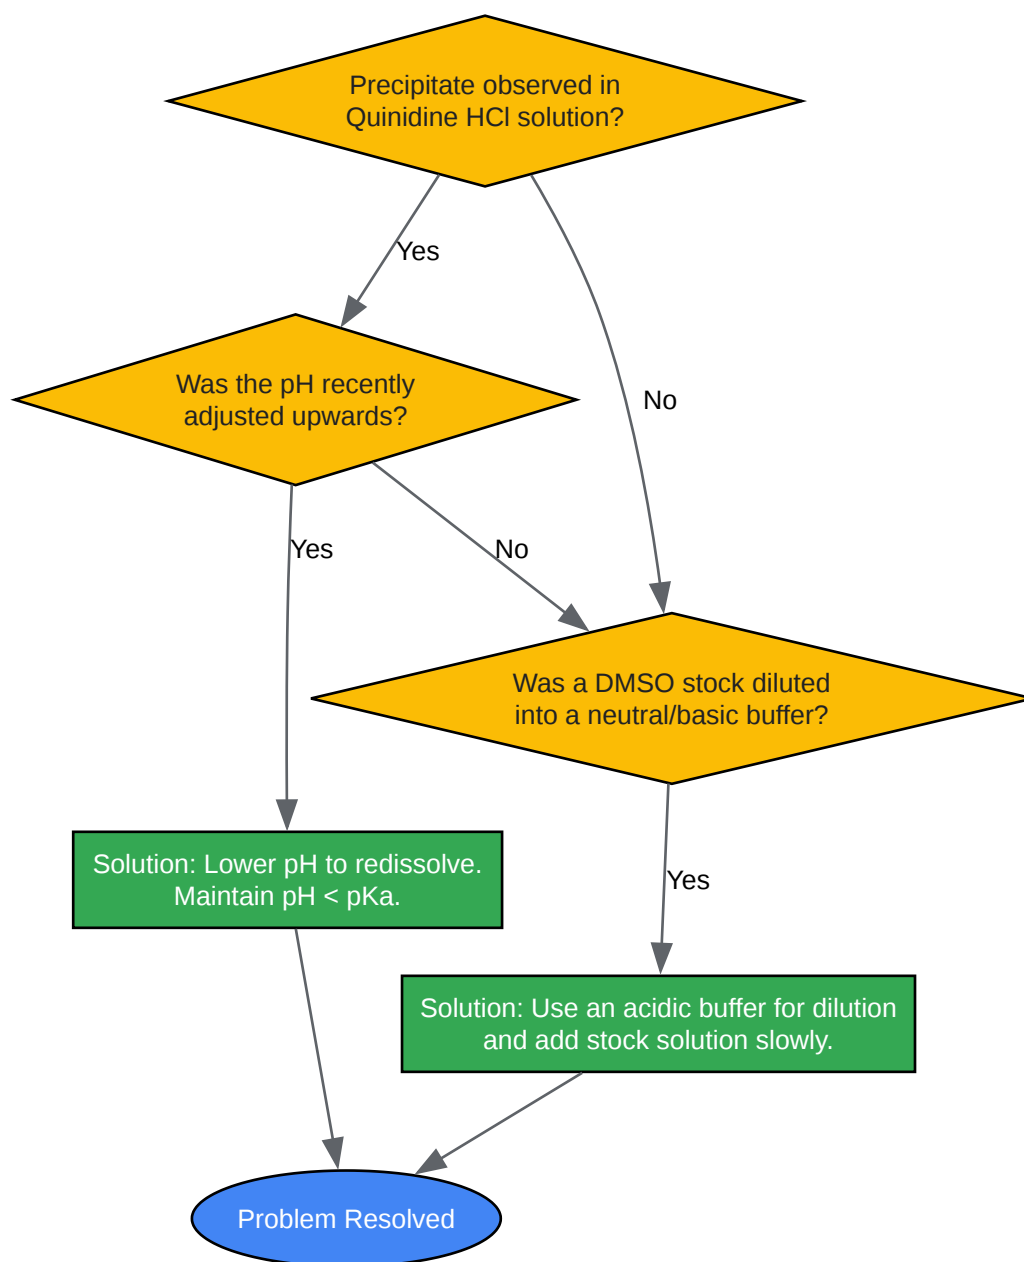 Precipitate observed in
Quinidine HCl solution?
Yes
No
Was the pH recently
adjusted upwards?
Yes
No
Was a DMSO stock diluted
into a neutral/basic buffer?
Yes
Solution: Lower pH to redissolve.
Maintain pH < pKa.
Solution: Use an acidic buffer for dilution
and add stock solution slowly.
Problem Resolved